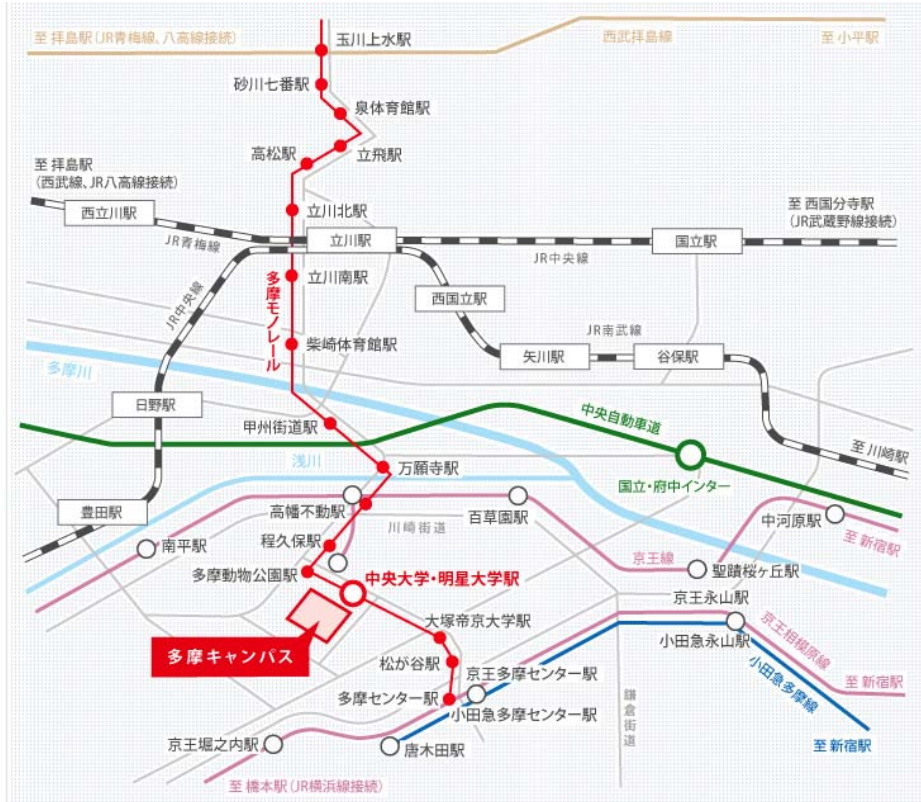 至 拝島駅(JR青梅線、八高線接続)
玉川上水駅
西武拝島線
至 小平駅
砂川七番駅
泉体育館駅
高松駅
立飛駅
至 拝島駅
(西武線、JR八高線接続)
西立川駅
立川北駅
至 西国分寺駅
(JR武蔵野線接続)
JR青梅線
立川駅
国立駅
JR中央線
JR中央線
多摩モノレール
立川南駅
西国立駅
JR南武線
柴崎体育館駅
矢川駅
谷保駅
多摩川
日野駅
甲州街道駅
中央自動車道
至 川崎駅
浅川
万願寺駅
国立・府中インター
豊田駅
高幡不動駅
川崎街道
百草園駅
中河原駅
至 新宿駅
南平駅
程久保駅
京王線
聖蹟桜ヶ丘駅
多摩動物公園駅
中央大学・明星大学駅
京王永山駅
大塚帝京大学駅
小田急永山駅
京王相模原線
多摩キャンパス
松が谷駅
京王多摩センター駅
小田急多摩線
至 新宿駅
多摩センター駅
小田急多摩センター駅
鎌倉街道
京王堀之内駅
唐木田駅
至 新宿駅
至 橋本駅(JR横浜線接続)